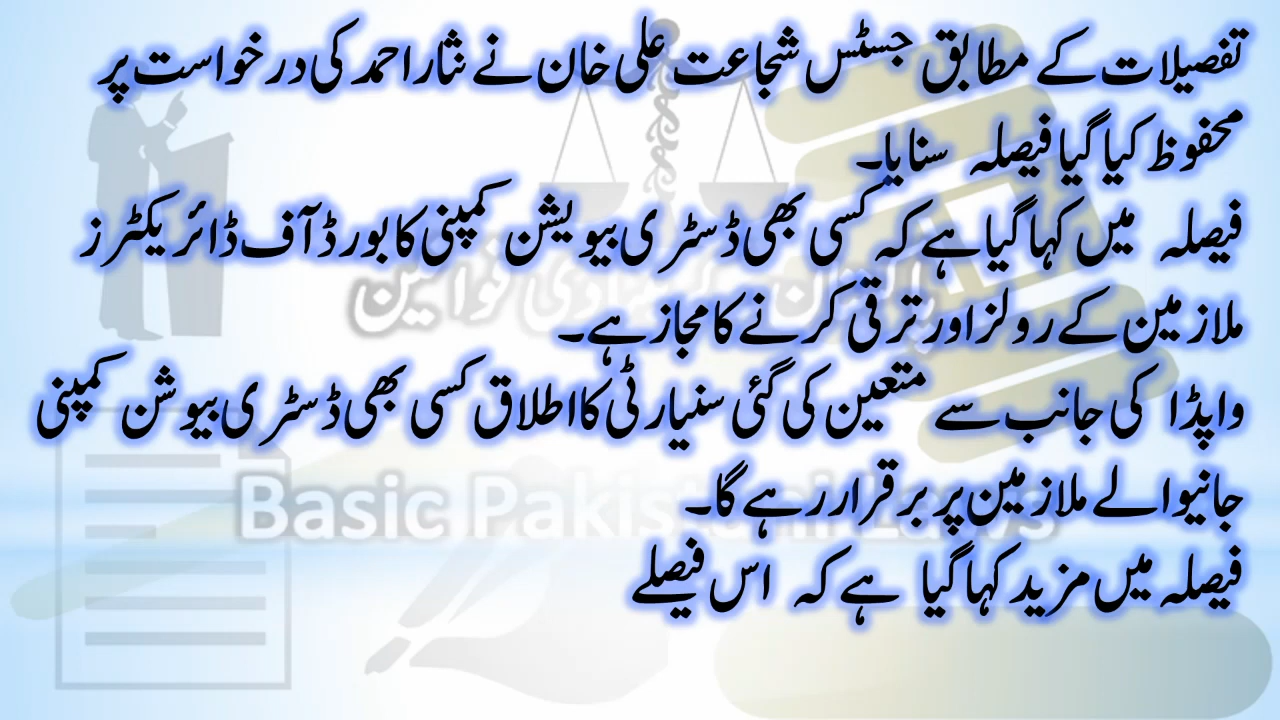 تفصیلات کے مطابق جسٹس شجاعت علی خان نے نثار احمد کی درخواست پر
محفوظ کیا گیا فیصلہ سنایا۔
فیصلہ میں کہا گیا ہے کہ کسی بھی ڈسٹری بیویشن کمپنی کا بورڈ آف ڈائریکٹرز
ملازمین کے رولز اور ترقی کرنے کا مجاز ہے۔
واپڈا کی جانب سے متعین کی گئی سنیارٹی کا اطلاق کسی بھی ڈسٹری بیوشن کمپنی
جانیوالے ملازمین پر برقرار رہے گا۔
فیصلہ میں مزید کہا گیا ہے کہ اس فیصلے
Basic Pakistani Laws